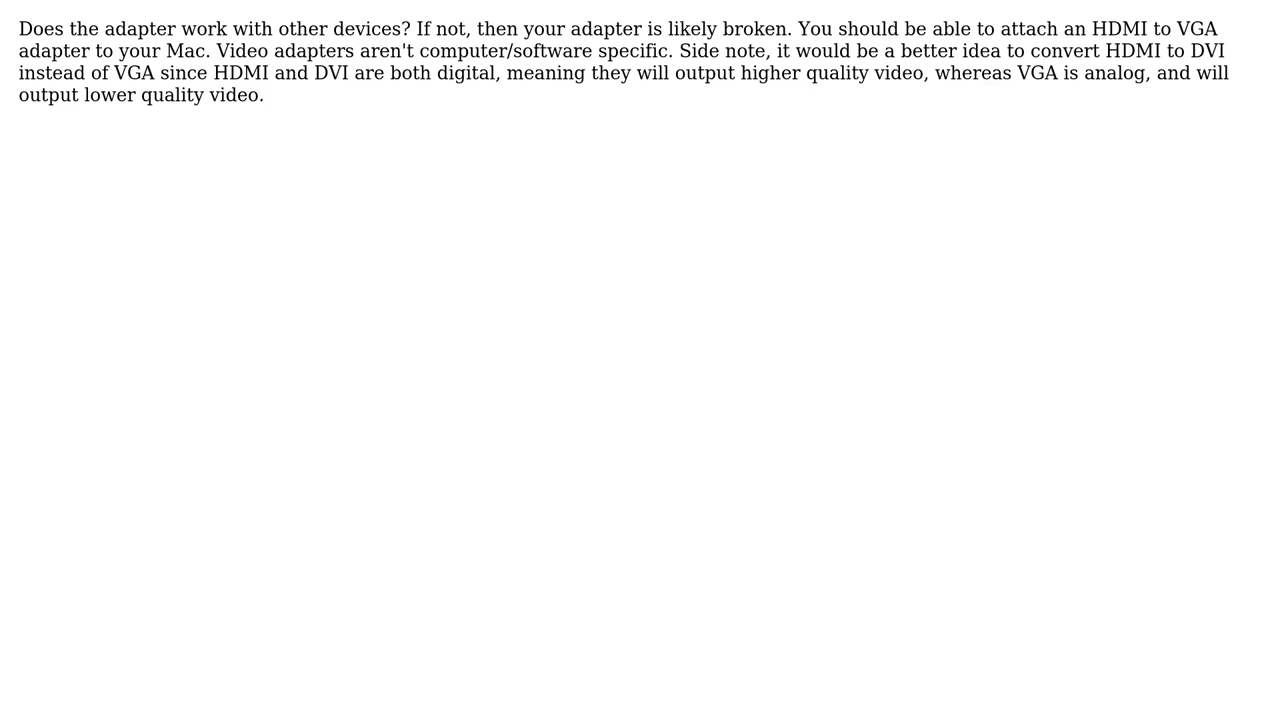 Does the adapter work with other devices? If not, then your adapter is likely broken. You should be able to attach an HDMI to VGA
adapter to your Mac. Video adapters aren't computer/software specific. Side note, it would be a better idea to convert HDMI to DVI
instead of VGA since HDMI and DVI are both digital, meaning they will output higher quality video, whereas VGA is analog, and will
output lower quality video.